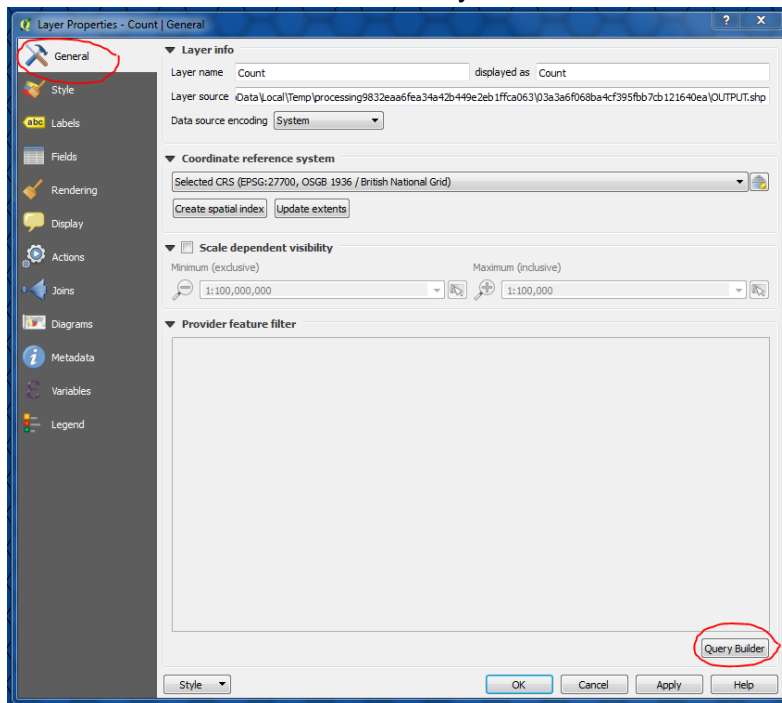 Layer Properties - Count | General
? X
General
Style
abc Labels
Fields
Rendering
Display
Actions
Joins
Diagrams
Metadata
Variables
Legend
Layer info
Layer name Count displayed as Count
Layer source Data\Local\Temp\processing9832eaa6fea34a42b449e2eb1ffca063\03a3a6f068ba4cf395fbb7cb121640ea\OUTPUT.shp
Data source encoding System
Coordinate reference system
Selected CRS (EPSG:27700, OSGB 1936 / British National Grid)
Create spatial index Update extents
Scale dependent visibility
Minimum (exclusive) Maximum (inclusive)
1:100,000,000 1:100,000
Provider feature filter
Query Builder
Style OK Cancel Apply Help